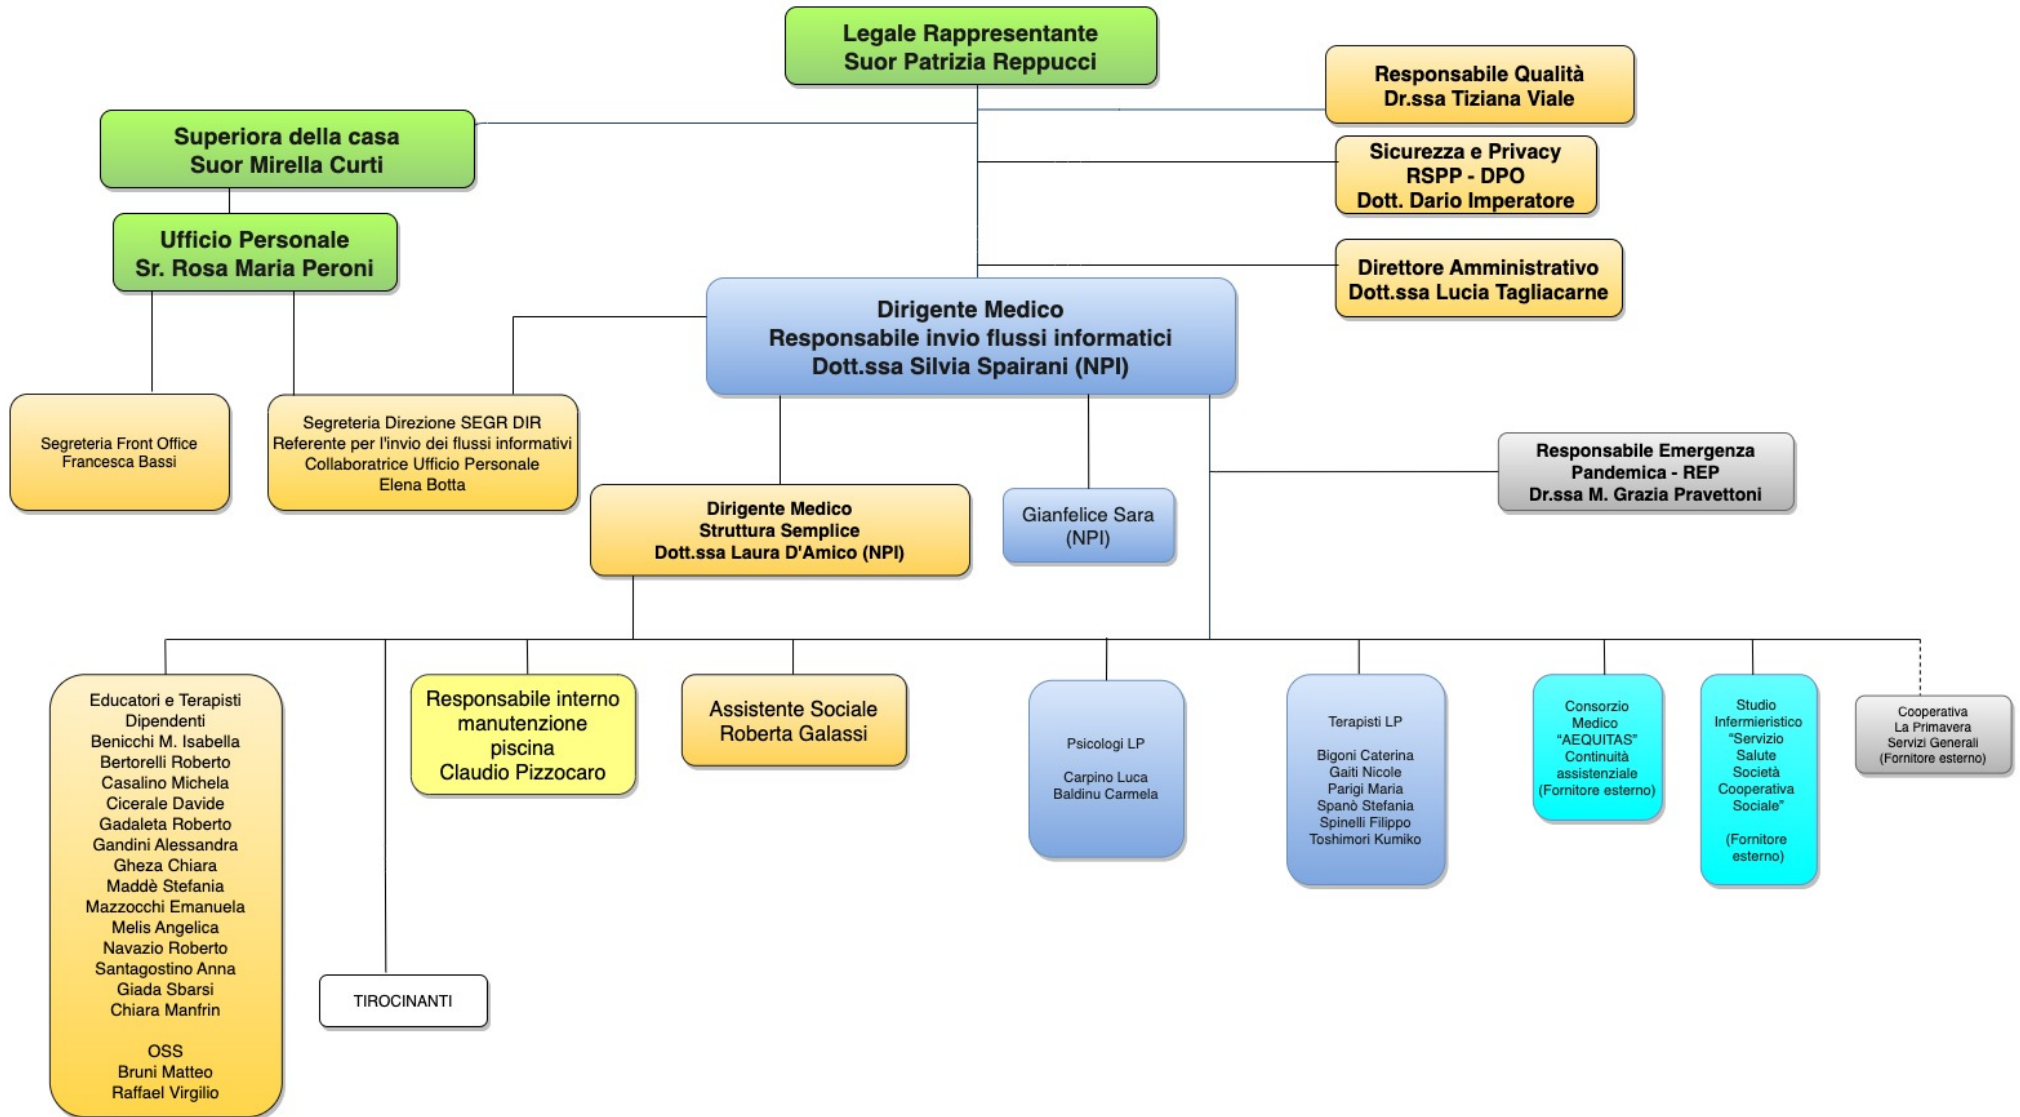 Legale Rappresentante
Suor Patrizia Reppucci
Responsabile Qualità
Dr.ssa Tiziana Viale
Superiora della casa
Suor Mirella Curti
Sicurezza e Privacy
RSPP - DPO
Dott. Dario Imperatore
Ufficio Personale
Sr. Rosa Maria Peroni
Direttore Amministrativo
Dott.ssa Lucia Tagliacarne
Dirigente Medico
Responsabile invio flussi informatici
Dott.ssa Silvia Spairani (NPI)
Segreteria Front Office
Francesca Bassi
Segreteria Direzione SEGR DIR
Referente per l'invio dei flussi informativi
Collaboratrice Ufficio Personale
Elena Botta
Responsabile Emergenza
Pandemica - REP
Dr.ssa M. Grazia Pravettoni
Dirigente Medico
Struttura Semplice
Dott.ssa Laura D'Amico (NPI)
Gianfelice Sara
(NPI)
Educatori e Terapisti
Dipendenti
Benicchi M. Isabella
Bertorelli Roberto
Casalino Michela
Cicerale Davide
Gadaleta Roberto
Gandini Alessandra
Gheza Chiara
Maddè Stefania
Mazzocchi Emanuela
Melis Angelica
Navazio Roberto
Santagostino Anna
Giada Sbarsi
Chiara Manfrin
OSS
Bruni Matteo
Raffael Virgilio
TIROCINANTI
Responsabile interno
manutenzione
piscina
Claudio Pizzocaro
Assistente Sociale
Roberta Galassi
Psicologi LP
Carpino Luca
Baldinu Carmela
Terapisti LP
Bigoni Caterina
Gaiti Nicole
Parigi Maria
Spanò Stefania
Spinelli Filippo
Toshimori Kumiko
Consorzio
Medico
“AEQUITAS”
Continuità
assistenziale
(Fornitore esterno)
Studio
Infermieristico
“Servizio
Salute
Società
Cooperativa
Sociale”
(Fornitore
esterno)
Cooperativa
La Primavera
Servizi Generali
(Fornitore esterno)